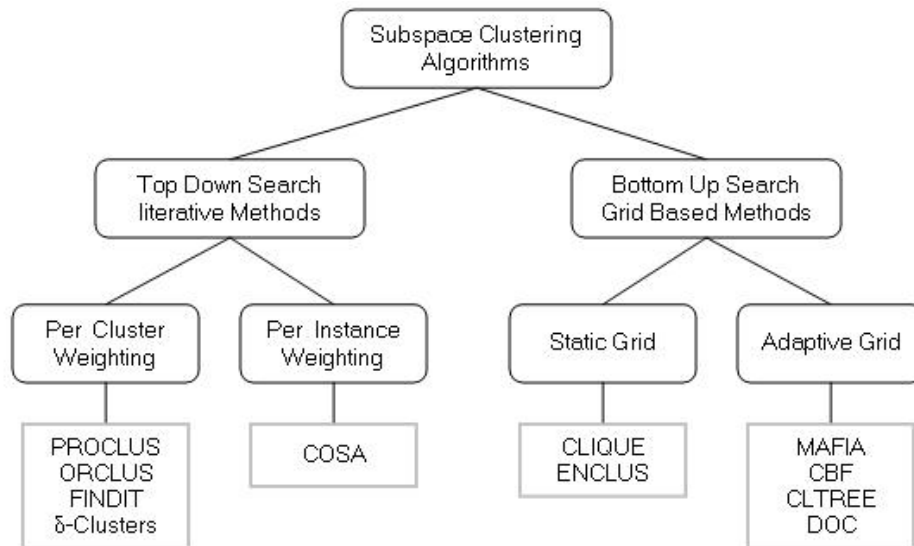 Subspace Clustering
Algorithms
Top Down Search
Iiterative Methods
Bottom Up Search
Grid Based Methods
Per Cluster
Weighting
Per Instance
Weighting
Static Grid
Adaptive Grid
PROCLUS
ORCLUS
FINDIT
δ-Clusters
COSA
CLIQUE
ENCLUS
MAFIA
CBF
CLTREE
DOC